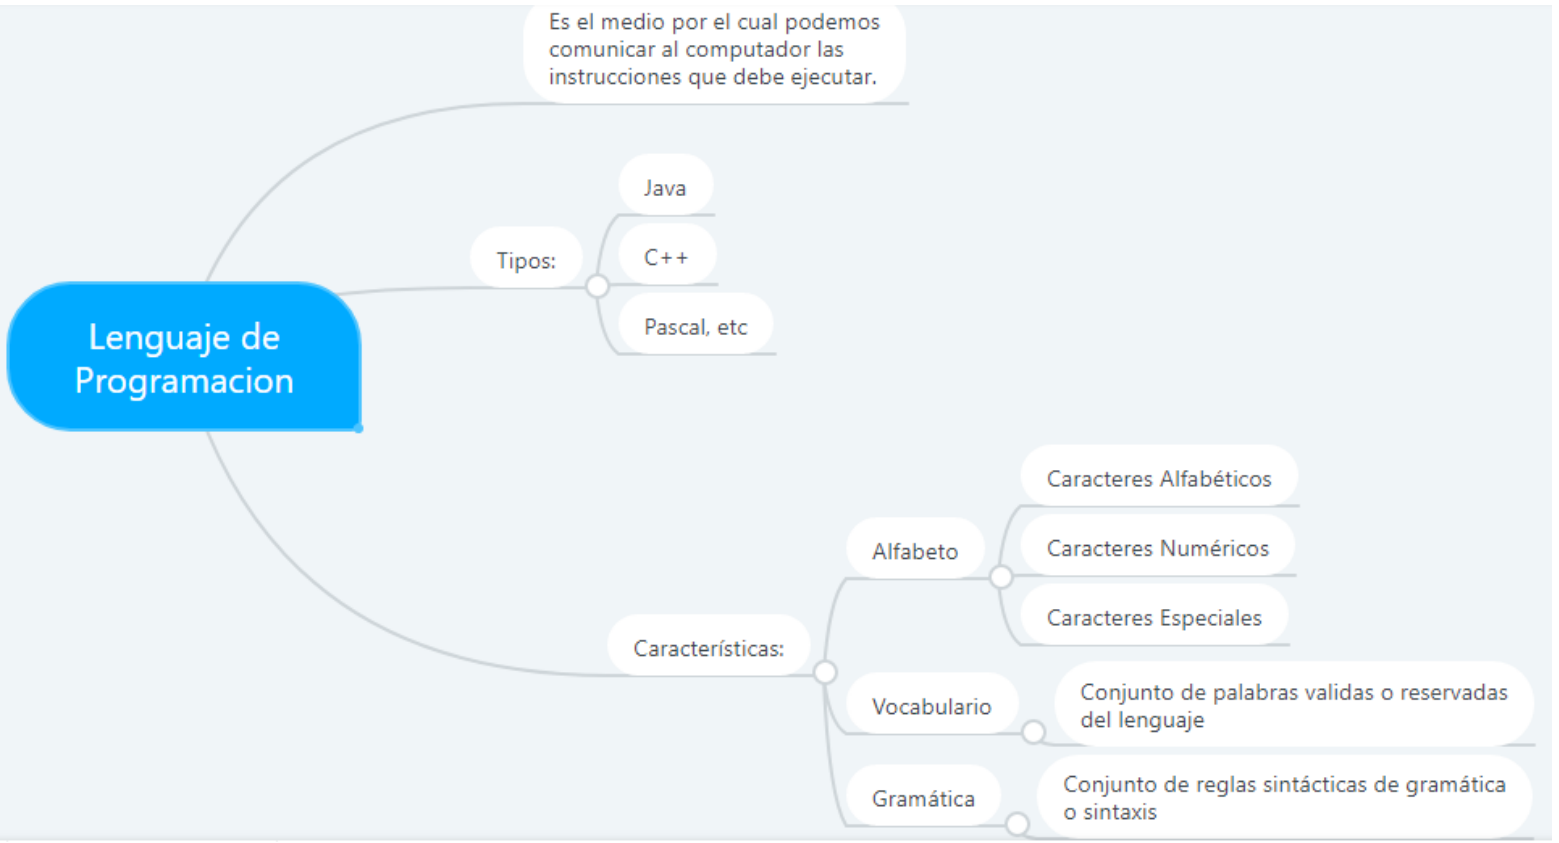 Es el medio por el cual podemos
comunicar al computador las
instrucciones que debe ejecutar.
Java
Tipos:
C++
Pascal, etc
Lenguaje de
Programacion
Caracteres Alfabéticos
Alfabeto
Caracteres Numéricos
Caracteres Especiales
Características:
Vocabulario
Conjunto de palabras validas o reservadas
del lenguaje
Gramática
Conjunto de reglas sintácticas de gramática
o sintaxis